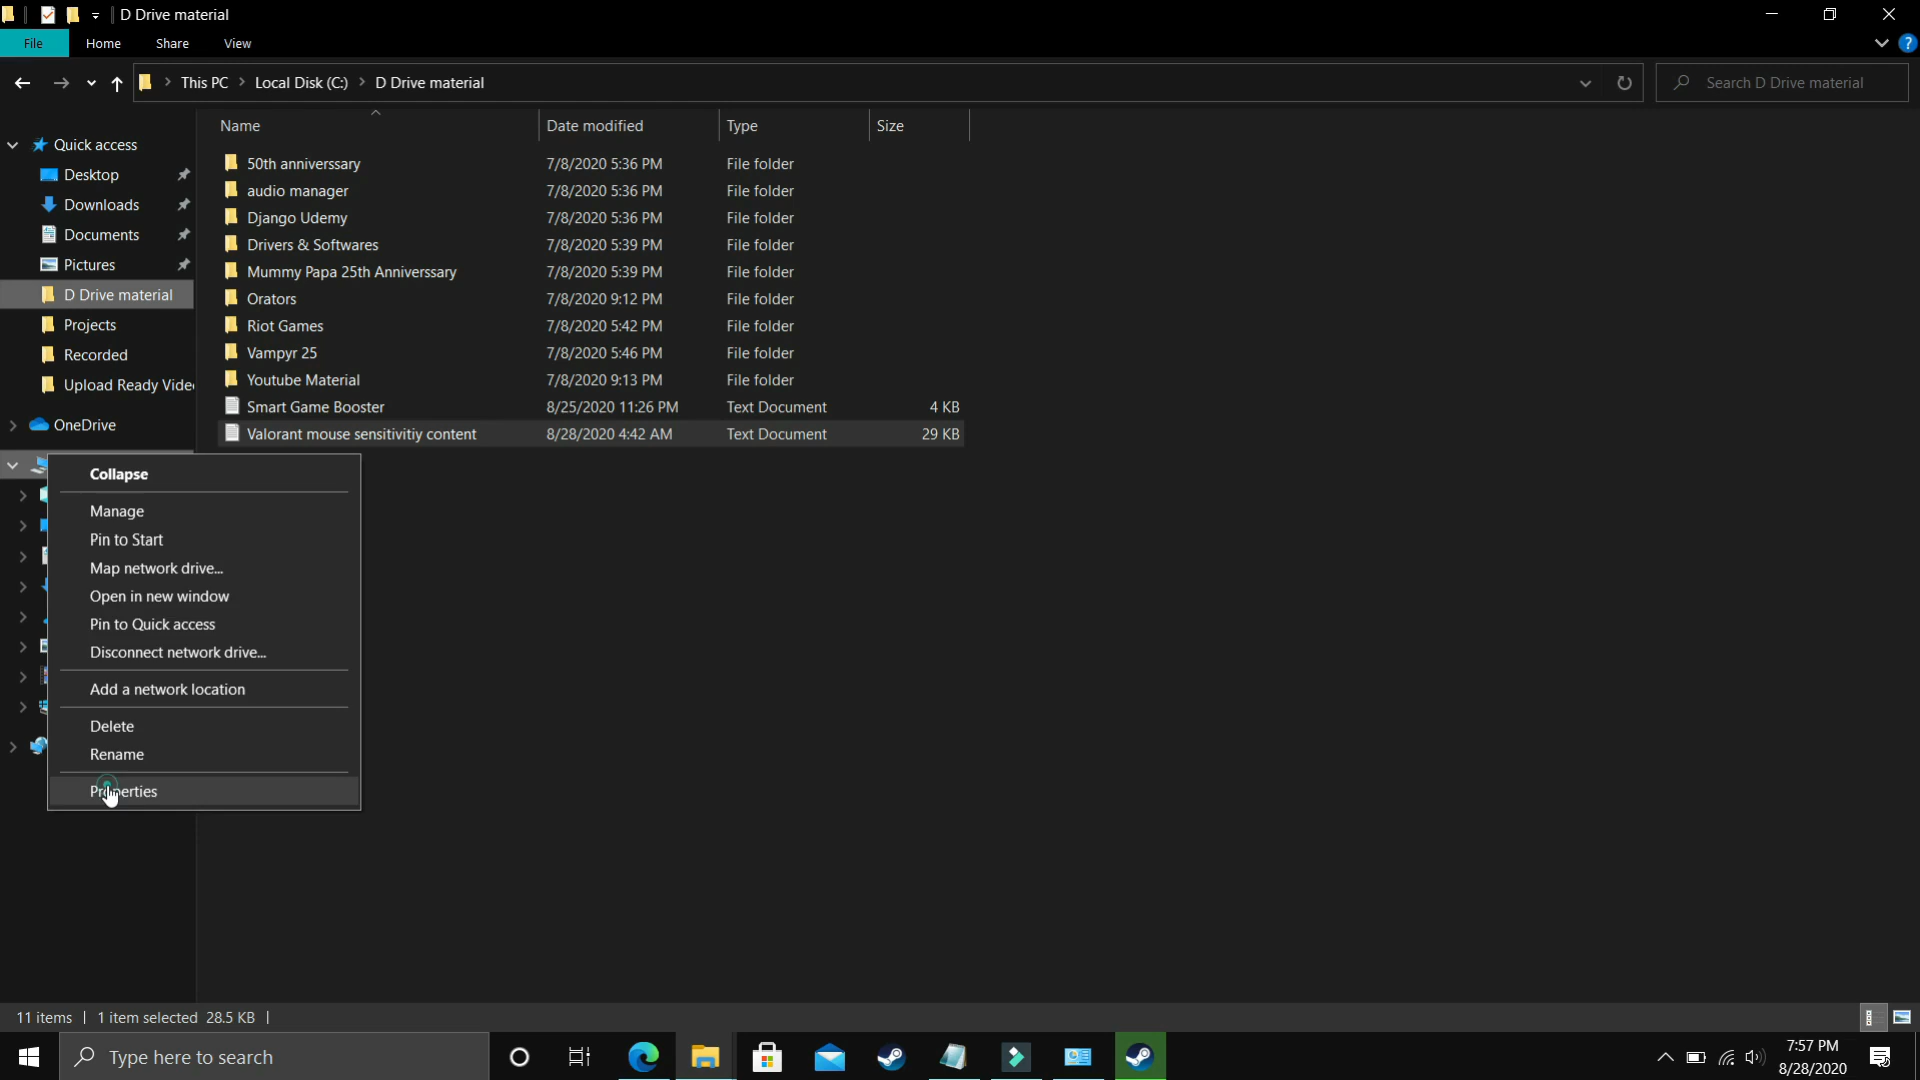 D Drive material
File Home Share View
This PC Local Disk (C:) D Drive material
Search D Drive material
Name Date modified Type Size
Quick access
Desktop
Downloads
Documents
Pictures
D Drive material
Projects
Recorded
Upload Ready Vide
OneDrive
50th anniverssary 7/8/2020 5:36 PM File folder
audio manager 7/8/2020 5:36 PM File folder
Django Udemy 7/8/2020 5:36 PM File folder
Drivers & Softwares 7/8/2020 5:39 PM File folder
Mummy Papa 25th Anniverssary 7/8/2020 5:39 PM File folder
Orators 7/8/2020 9:12 PM File folder
Riot Games 7/8/2020 5:42 PM File folder
Vampyr 25 7/8/2020 5:46 PM File folder
Youtube Material 7/8/2020 9:13 PM File folder
Smart Game Booster 8/25/2020 11:26 PM Text Document 4 KB
Valorant mouse sensitivitiy content 8/28/2020 4:42 AM Text Document 29 KB
Collapse
Manage
Pin to Start
Map network drive...
Open in new window
Pin to Quick access
Disconnect network drive...
Add a network location
Delete
Rename
Properties
11 items 1 item selected 28.5 KB
Type here to search
7:57 PM
8/28/2020